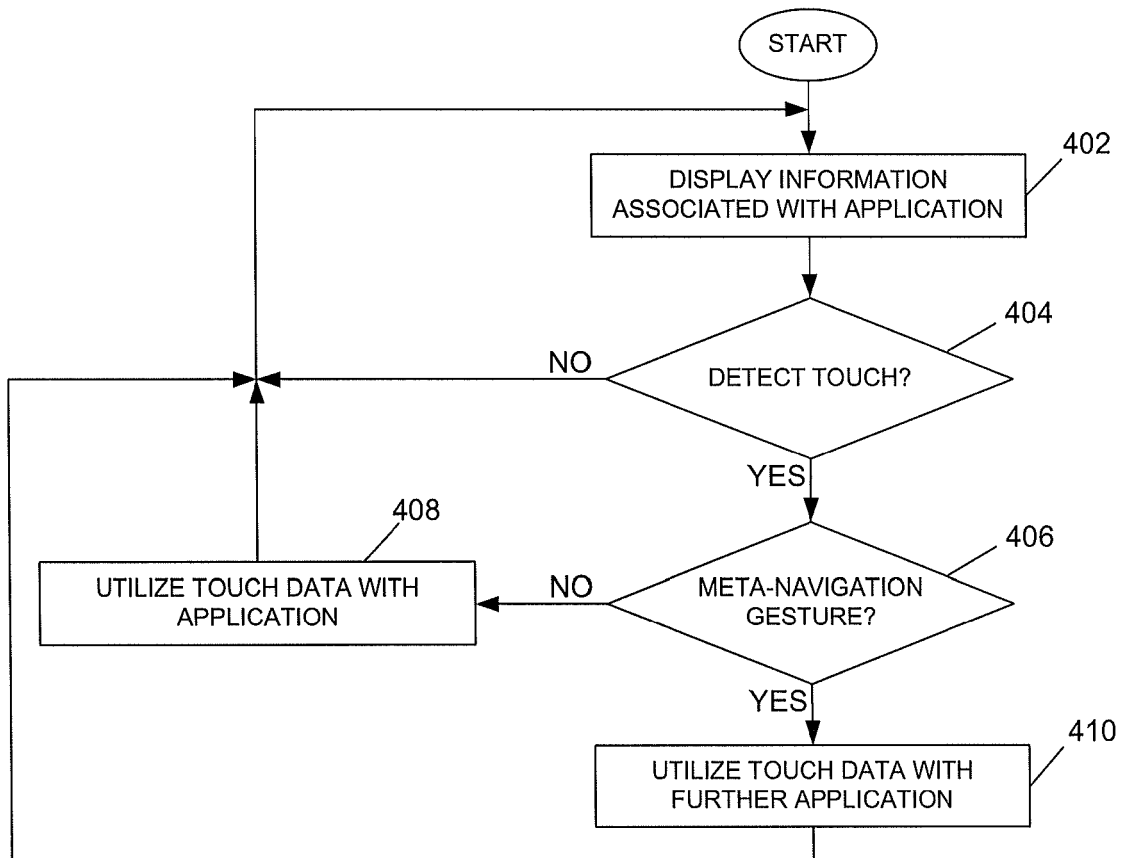 START
402
DISPLAY INFORMATION
ASSOCIATED WITH APPLICATION
404
NO
DETECT TOUCH?
YES
408
406
UTILIZE TOUCH DATA WITH
APPLICATION
NO
META-NAVIGATION
GESTURE?
YES
410
UTILIZE TOUCH DATA WITH
FURTHER APPLICATION